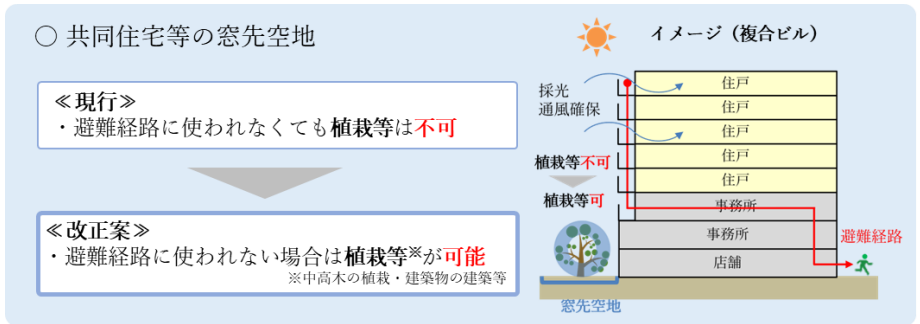 ○ 共同住宅等の窓先空地
≪現行≫
・避難経路に使われなくても植栽等は不可
≪改正案≫
・避難経路に使われない場合は植栽等※が可能
※中高木の植栽・建築物の建築等
イメージ（複合ビル）
採光
通風確保
植栽等不可
植栽等可
住戸
住戸
住戸
住戸
住戸
事務所
事務所
店舗
避難経路
窓先空地